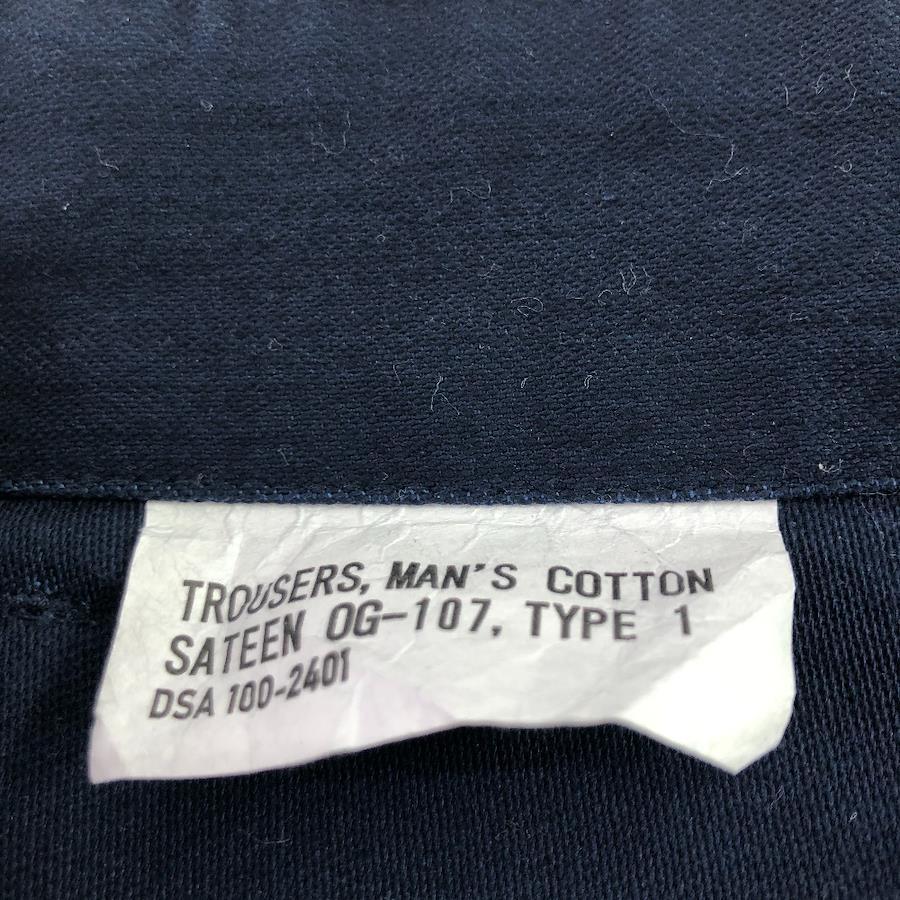 TROUSERS, MAN'S COTTON
SATEEN OG-107, TYPE 1
DSA 100-2401